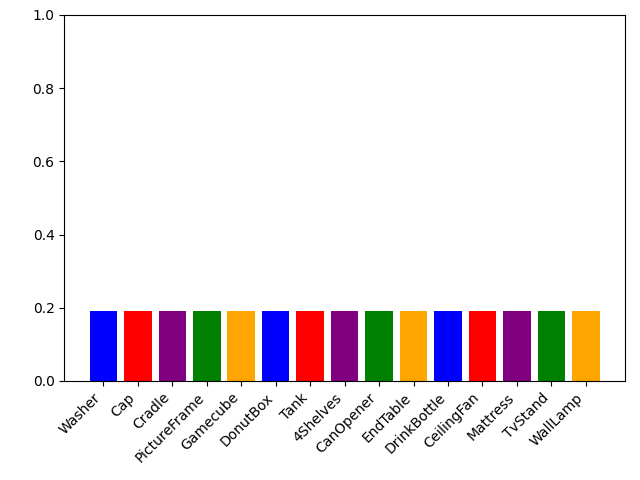 1.0
0.8
0.6
0.4
0.2
0.0
Washer
Cap
Cradle
PictureFrame
Gamecube
DonutBox
Tank
4Shelves
CanOpener
EndTable
DrinkBottle
CeilingFan
Mattress
TvStand
WallLamp